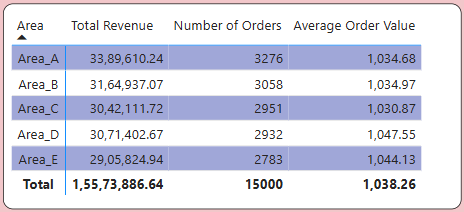 Area Total Revenue Number of Orders Average Order Value
Area_A 33,89,610.24 3276 1,034.68
Area_B 31,64,937.07 3058 1,034.97
Area_C 30,42,111.72 2951 1,030.87
Area_D 30,71,402.67 2932 1,047.55
Area_E 29,05,824.94 2783 1,044.13
Total 1,55,73,886.64 15000 1,038.26